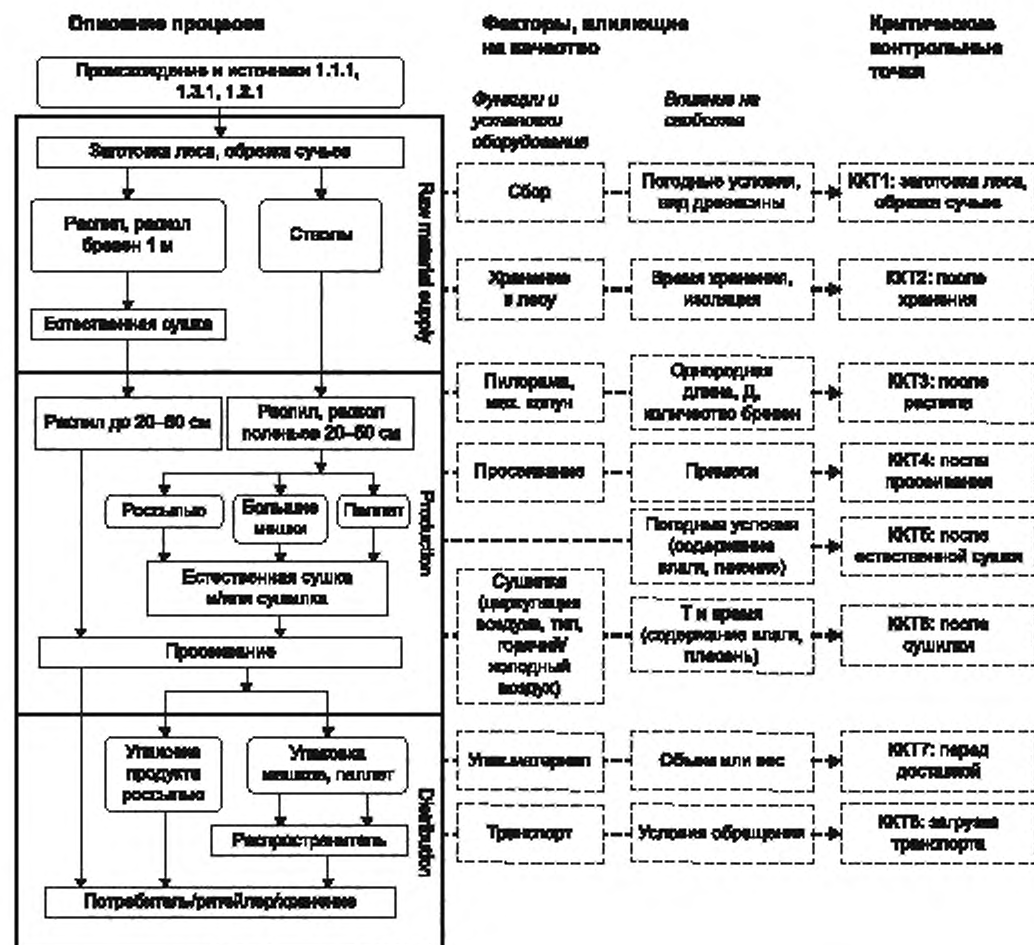 Описание процесса
Факторы, влияющие
на качество
Критические
контрольные
точки
Функции и
установки
оборудования
Влияние на
свойства
Происхождение и источники 1.1.1,
1.3.1, 1.2.1
Заготовка леса, обрезка сучьев
Распил, раскол
бревен 1 м
Стволы
Естественная сушка
Raw material supply
Сбор
Погодные условия,
вид древесины
ККТ1: заготовка леса,
обрезка сучьев
Хранение
в лесу
Время хранения,
изоляция
ККТ2: после
хранения
Распил до 20–50 см
Распил, раскол
поленьев 20–50 см
Россыпью
Большие
мешки
Паллет
Естественная сушка
и/или сушилка
Просеивание
Production
Пилорама,
мех. колун
Однородная
длина, Д,
количество бревен
ККТ3: после
распила
Просеивание
Примеси
ККТ4: после
просеивания
Погодные условия
(содержание
влаги, гниение)
ККТ5: после
естественной сушки
Сушилка
(циркуляция
воздуха, тип,
горячий/
холодный
воздух)
Т и время
(содержание влаги,
плесень)
ККТ6: после
сушилки
Упаковка
продукта
россыпью
Упаковка
мешков, паллет
Распространитель
Потребитель/ритейлер/хранение
Distribution
Упак.материал
Объем или вес
ККТ7: перед
доставкой
Транспорт
Условия обращения
ККТ8: загрузка
транспорта